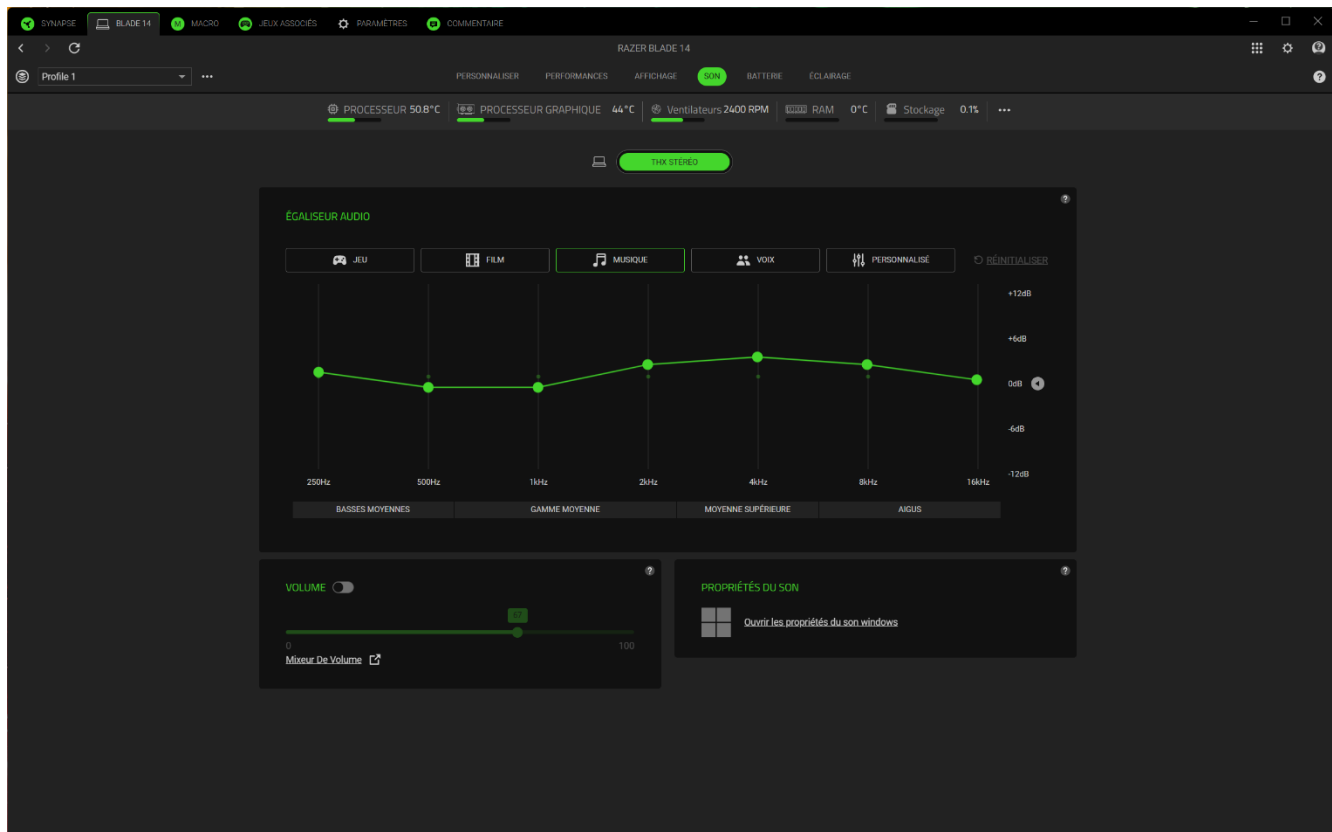 SYNAPSE BLADE 14 M MACRO JEUX ASSOCIÉS PARAMÈTRES COMMENTAIRE
RAZER BLADE 14
Profile 1 PERSONNALISER PERFORMANCES AFFICHAGE SON BATTERIE ÉCLAIRAGE
PROCESSEUR 50.8°C PROCESSEUR GRAPHIQUE 44°C Ventilateurs 2400 RPM RAM 0°C Stockage 0.1%
THX STÉRÉO
ÉGALISEUR AUDIO
JEU FILM MUSIQUE VOIX PERSONNALISÉ RÉINITIALISER
+12dB
+6dB
0dB
-6dB
-12dB
250Hz 500Hz 1kHz 2kHz 4kHz 8kHz 16kHz
BASSES MOYENNES GAMME MOYENNE MOYENNE SUPÉRIEURE AIGUS
VOLUME
0 100
Mixeur De Volume
PROPRIÉTÉS DU SON
Ouvrir les propriétés du son windows